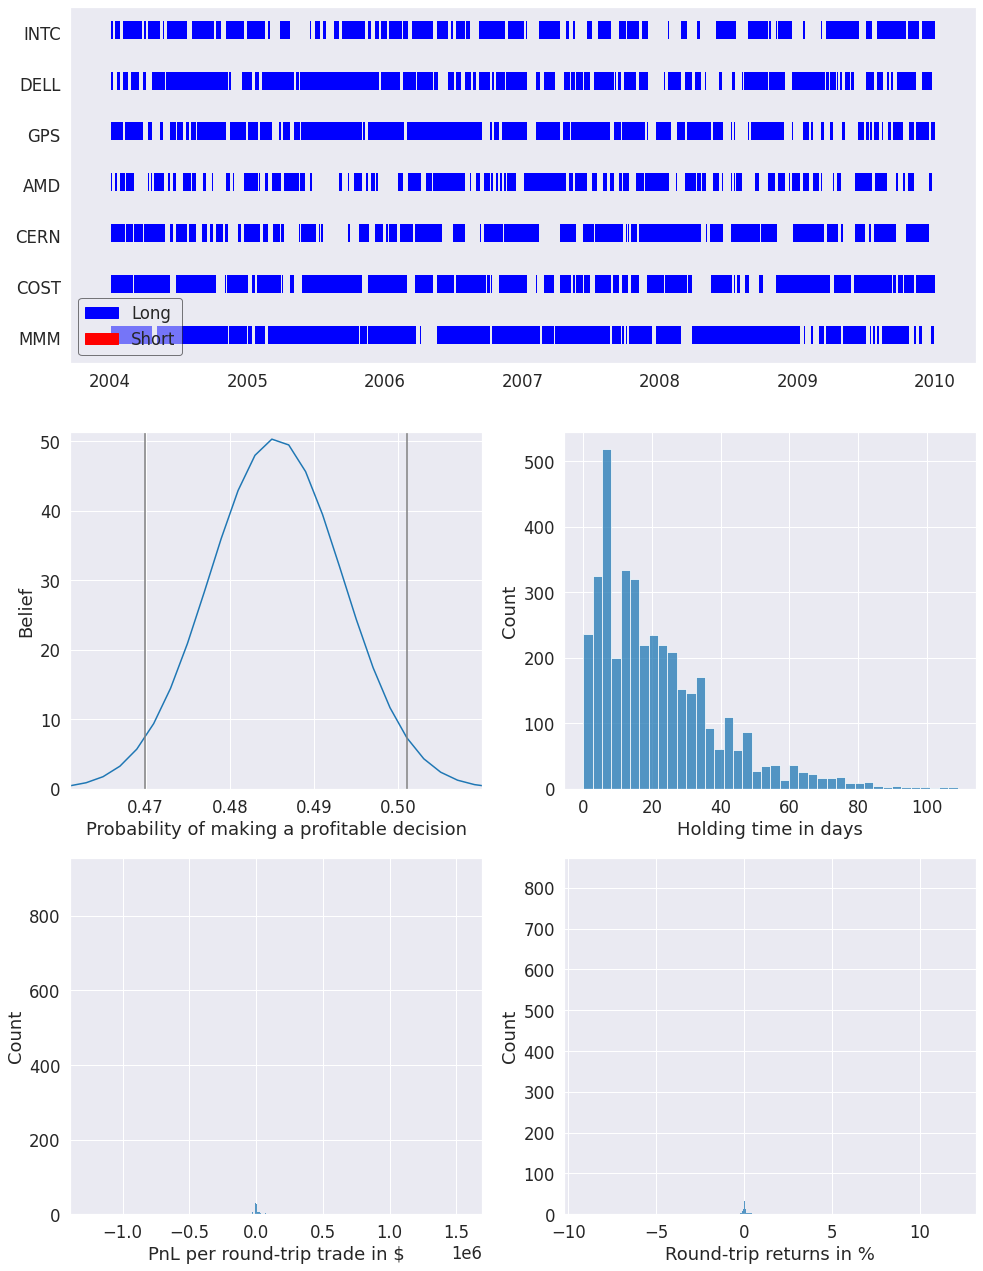 INTC
DELL
GPS
AMD
CERN
COST
MMM
Long
Short
2004 2005 2006 2007 2008 2009 2010
50
40
30
20
10
0
Belief
0.47 0.48 0.49 0.50
Probability of making a profitable decision
500
400
300
200
100
0
Count
0 20 40 60 80 100
Holding time in days
800
600
400
200
0
Count
−1.0 −0.5 0.0 0.5 1.0 1.5
1e6
PnL per round-trip trade in $
800
700
600
500
400
300
200
100
0
Count
−10 −5 0 5 10
Round-trip returns in %